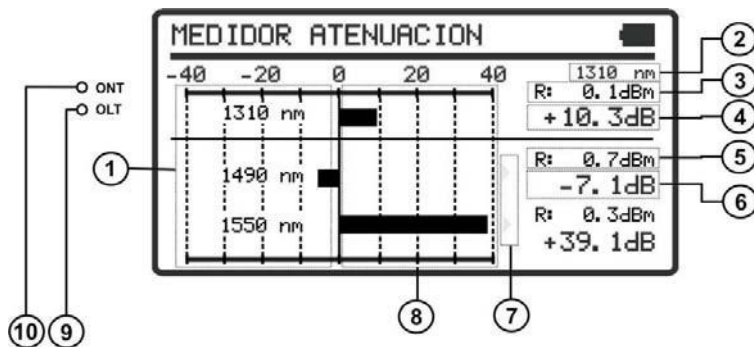 MEDIDOR ATENUACION
-40 -20 0 20 40
1310 nm
R: 0.1dBm
+10.3dB
1310 nm
1490 nm
1550 nm
R: 0.7dBm
-7.1dB
R: 0.3dBm
+39.1dB
ONT
OLT
1
2
3
4
5
6
7
8
9
10